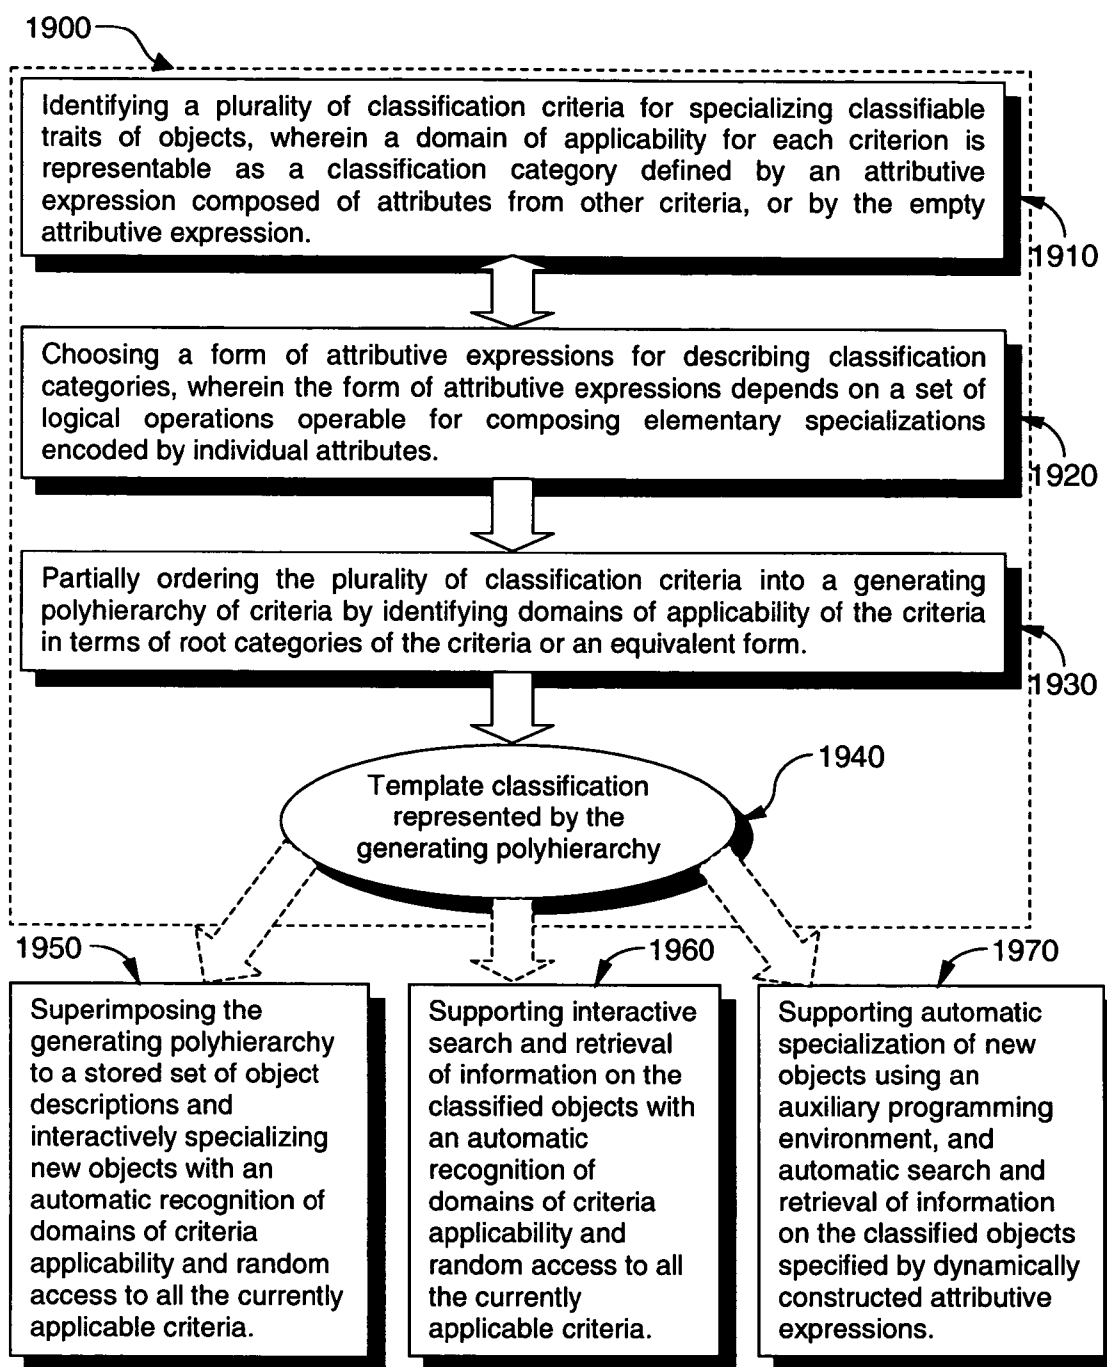 1900
Identifying a plurality of classification criteria for specializing classifiable
traits of objects, wherein a domain of applicability for each criterion is
representable as a classification category defined by an attributive
expression composed of attributes from other criteria, or by the empty
attributive expression.
1910
Choosing a form of attributive expressions for describing classification
categories, wherein the form of attributive expressions depends on a set of
logical operations operable for composing elementary specializations
encoded by individual attributes.
1920
Partially ordering the plurality of classification criteria into a generating
polyhierarchy of criteria by identifying domains of applicability of the criteria
in terms of root categories of the criteria or an equivalent form.
1930
1940
Template classification
represented by the
generating polyhierarchy
1950
Superimposing the
generating polyhierarchy
to a stored set of object
descriptions and
interactively specializing
new objects with an
automatic recognition of
domains of criteria
applicability and random
access to all the currently
applicable criteria.
1960
Supporting interactive
search and retrieval
of information on the
classified objects with
an automatic
recognition of
domains of criteria
applicability and
random access to all
the currently
applicable criteria.
1970
Supporting automatic
specialization of new
objects using an
auxiliary programming
environment, and
automatic search and
retrieval of information
on the classified objects
specified by dynamically
constructed attributive
expressions.